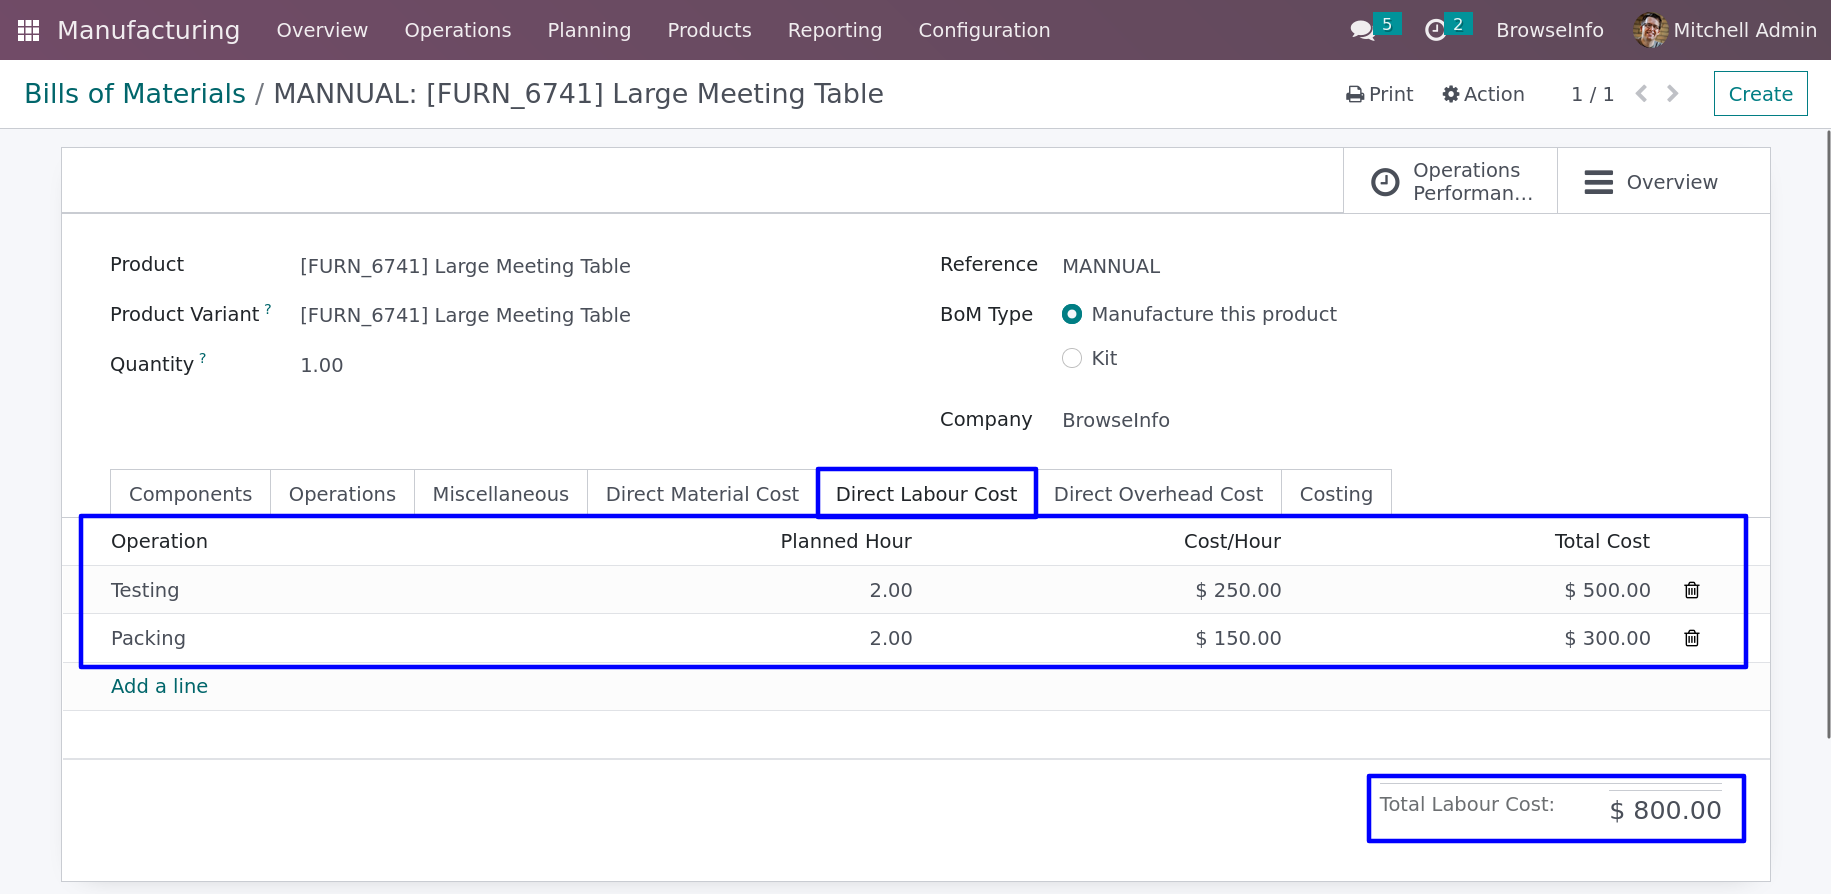 Manufacturing Overview Operations Planning Products Reporting Configuration 5 2 BrowseInfo Mitchell Admin
Bills of Materials / MANNUAL: [FURN_6741] Large Meeting Table Print Action 1 / 1 Create
Operations
Performan... Overview
Product [FURN_6741] Large Meeting Table Reference MANNUAL
Product Variant ? [FURN_6741] Large Meeting Table BoM Type Manufacture this product
Quantity ? 1.00 Kit
Company BrowseInfo
Components Operations Miscellaneous Direct Material Cost Direct Labour Cost Direct Overhead Cost Costing
Operation Planned Hour Cost/Hour Total Cost
Testing 2.00 $ 250.00 $ 500.00
Packing 2.00 $ 150.00 $ 300.00
Add a line
Total Labour Cost: $ 800.00